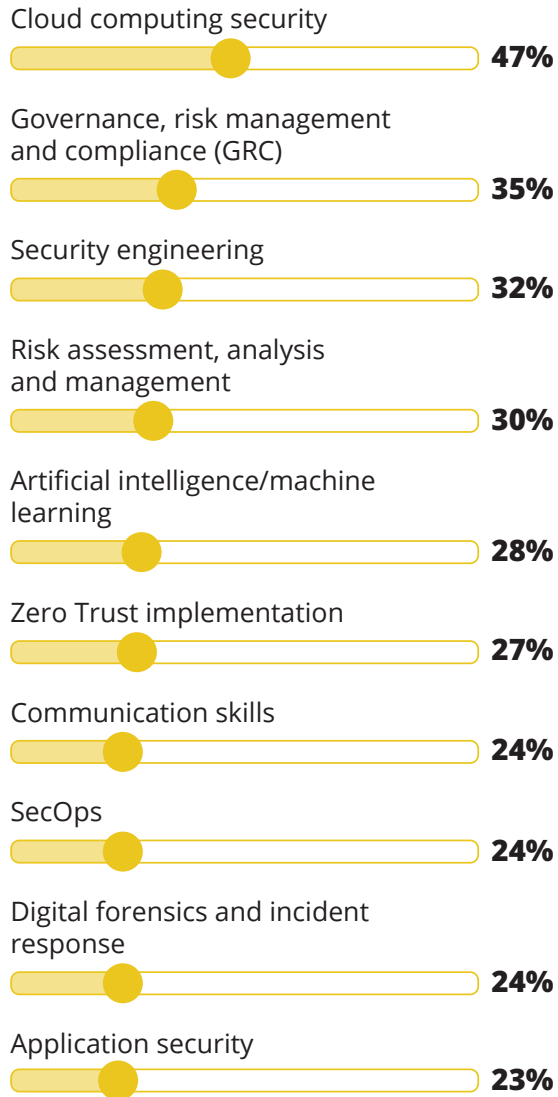 Cloud computing security
47%
Governance, risk management
and compliance (GRC)
35%
Security engineering
32%
Risk assessment, analysis
and management
30%
Artificial intelligence/machine
learning
28%
Zero Trust implementation
27%
Communication skills
24%
SecOps
24%
Digital forensics and incident
response
24%
Application security
23%